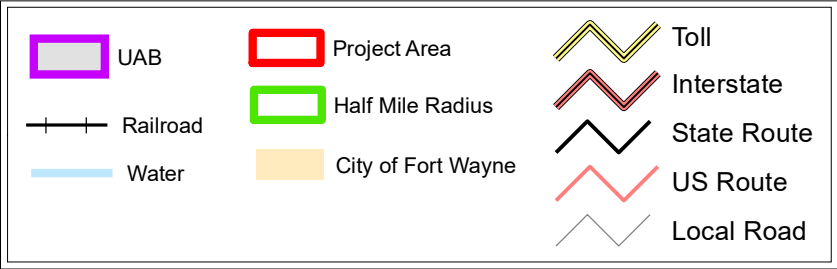 UAB
Railroad
Water
Project Area
Half Mile Radius
City of Fort Wayne
Toll
Interstate
State Route
US Route
Local Road